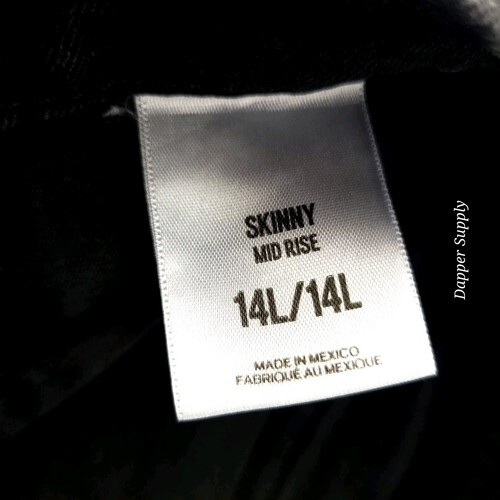 SKINNY
MID RISE
14L/14L
MADE IN MEXICO
FABRIQUÉ AU MEXIQUE
Dapper Supply